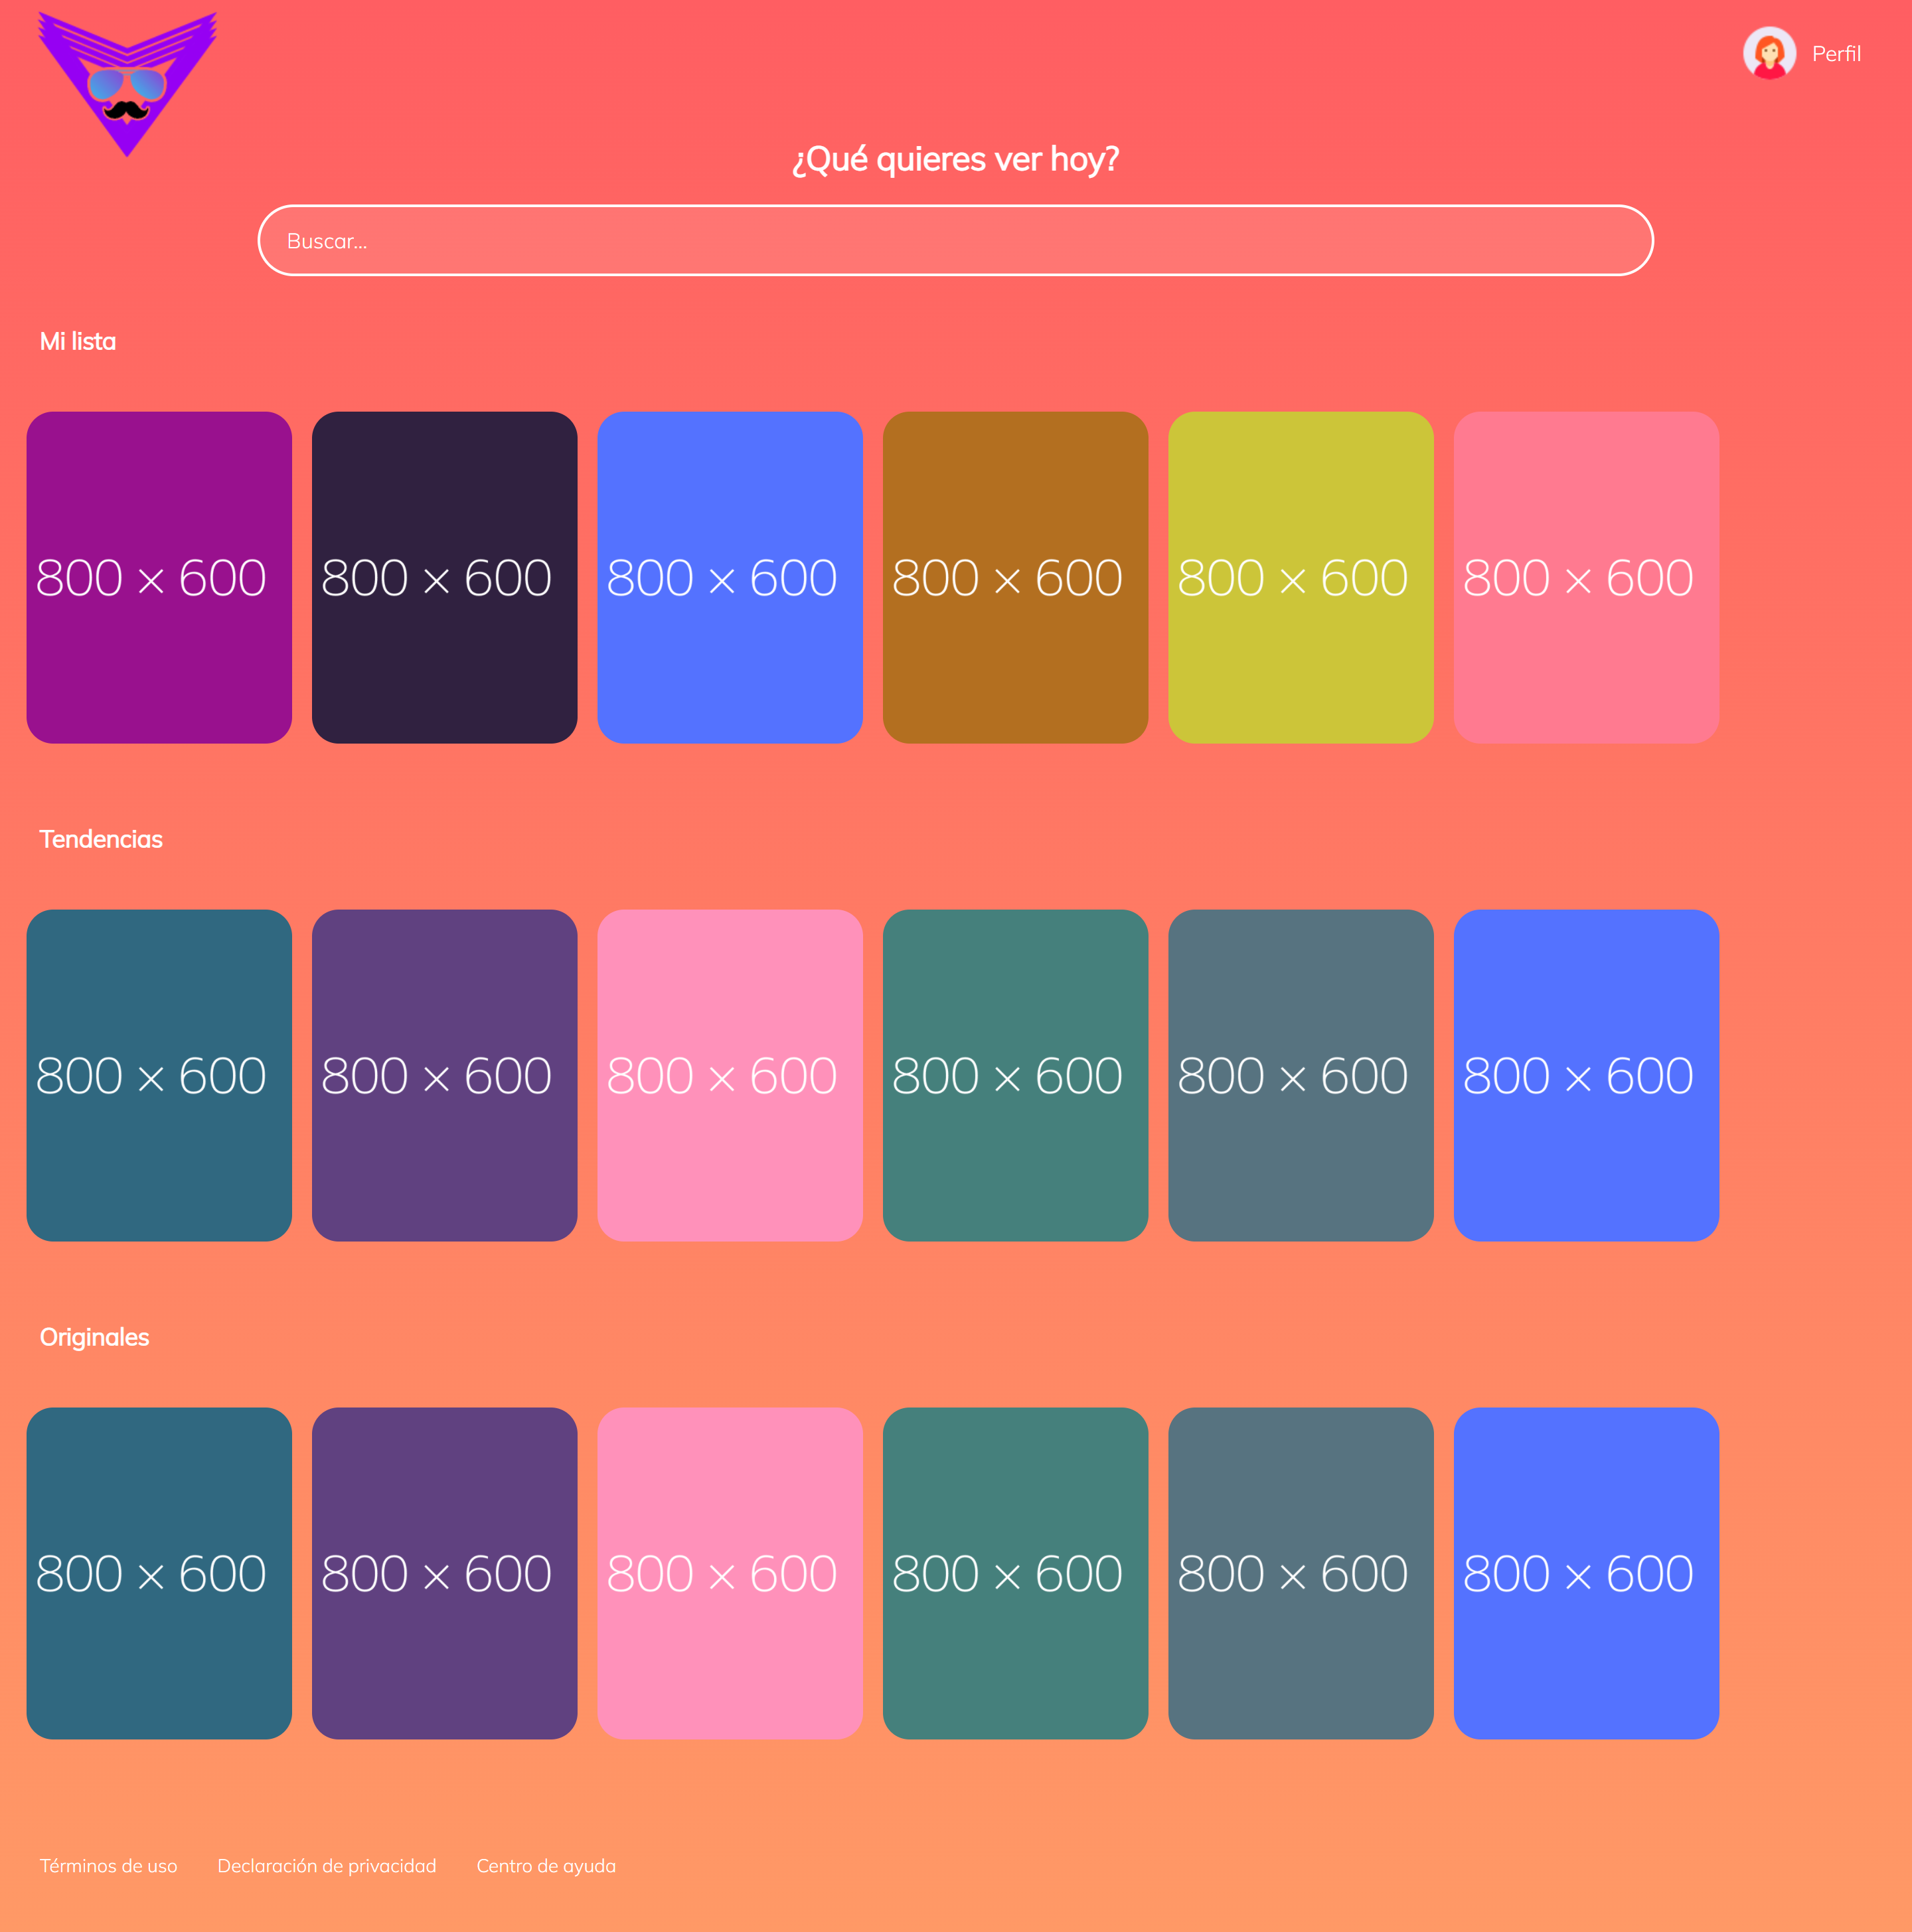 Perfil
¿Qué quieres ver hoy?
Buscar...
Mi lista
800 × 600 800 × 600 800 × 600 800 × 600 800 × 600 800 × 600
Tendencias
800 × 600 800 × 600 800 × 600 800 × 600 800 × 600 800 × 600
Originales
800 × 600 800 × 600 800 × 600 800 × 600 800 × 600 800 × 600
Términos de uso Declaración de privacidad Centro de ayuda